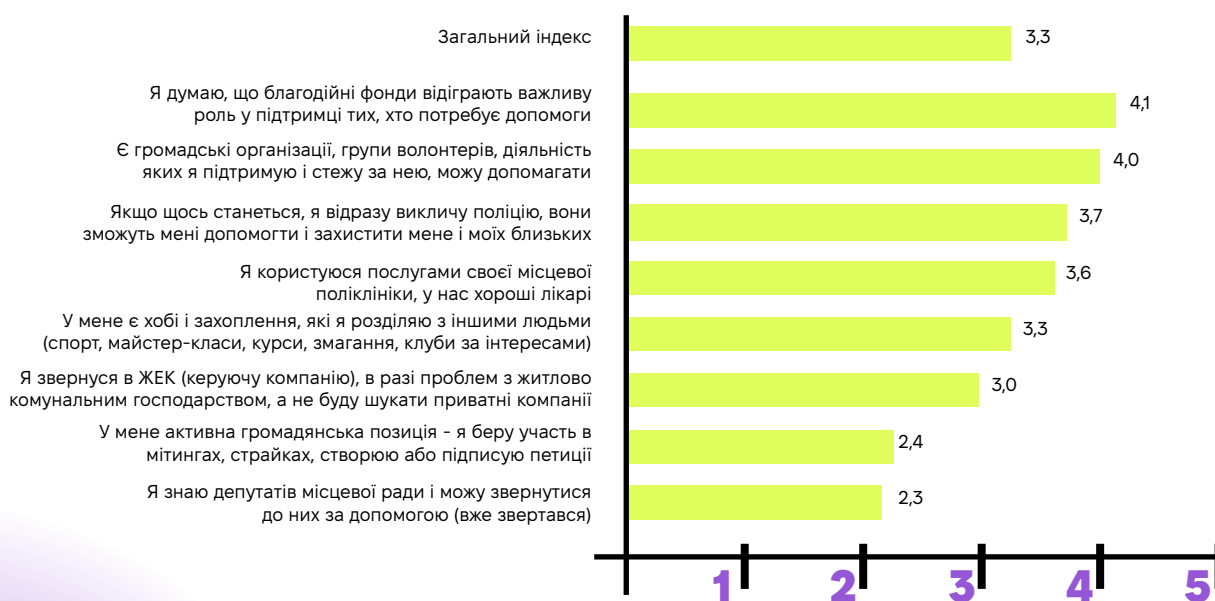 Загальний індекс
3,3
Я думаю, що благодійні фонди відіграють важливу
роль у підтримці тих, хто потребує допомоги
4,1
Є громадські організації, групи волонтерів, діяльність
яких я підтримую і стежу за нею, можу допомагати
4,0
Якщо щось станеться, я відразу викличу поліцію, вони
зможуть мені допомогти і захистити мене і моїх близьких
3,7
Я користуюся послугами своєї місцевої
поліклініки, у нас хороші лікарі
3,6
У мене є хобі і захоплення, які я розділяю з іншими людьми
(спорт, майстер-класи, курси, змагання, клуби за інтересами)
3,3
Я звернуся в ЖЕК (керуючу компанію), в разі проблем з житлово
комунальним господарством, а не буду шукати приватні компанії
3,0
У мене активна громадянська позиція - я беру участь в
мітингах, страйках, створюю або підписую петиції
2,4
Я знаю депутатів місцевої ради і можу звернутися
до них за допомогою (вже звертався)
2,3
1 2 3 4 5